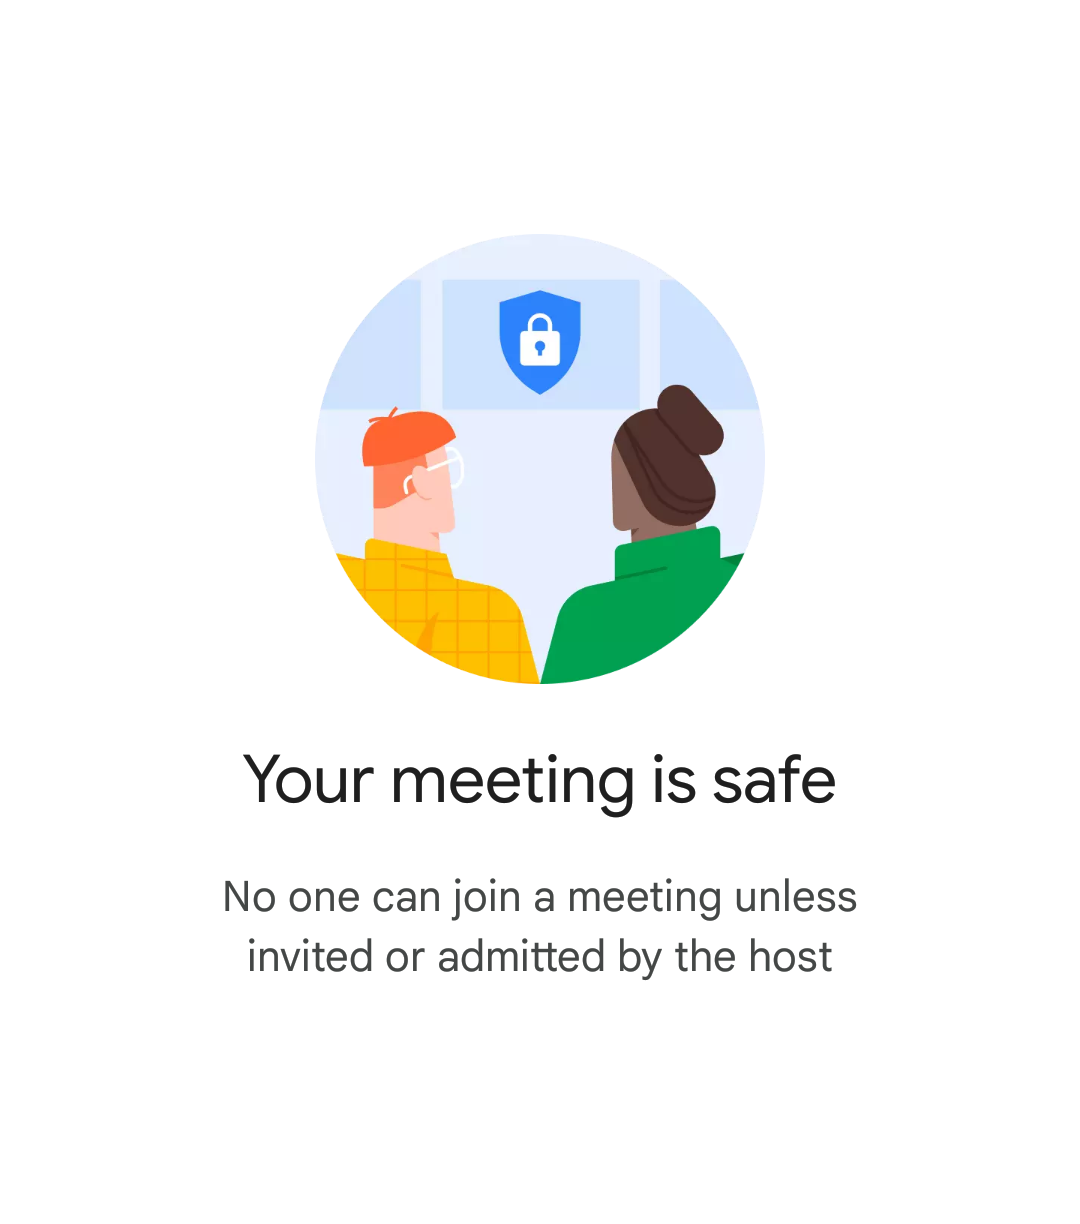 Your meeting is safe
No one can join a meeting unless
invited or admitted by the host